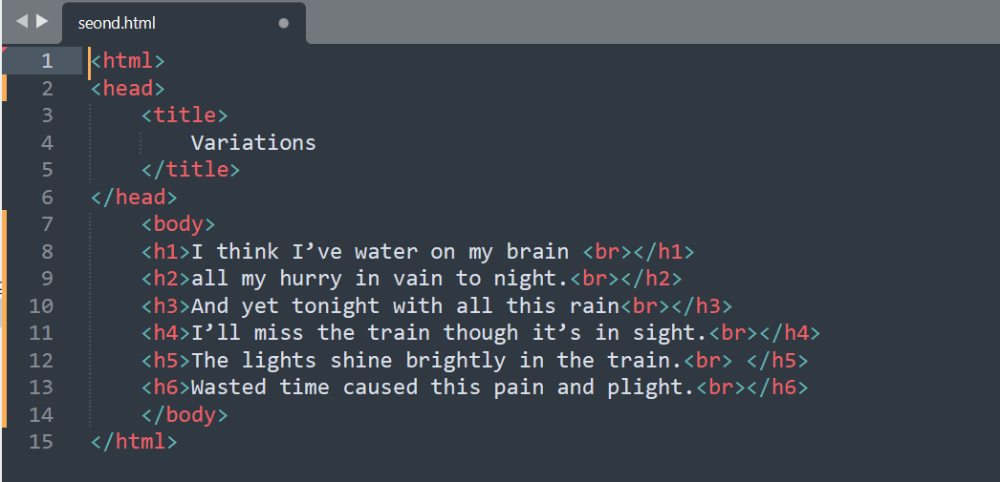 seond.html
1 <html>
2 <head>
3 <title>
4 Variations
5 </title>
6 </head>
7 <body>
8 <h1>I think I’ve water on my brain <br></h1>
9 <h2>all my hurry in vain to night.<br></h2>
10 <h3>And yet tonight with all this rain<br></h3>
11 <h4>I’ll miss the train though it’s in sight.<br></h4>
12 <h5>The lights shine brightly in the train.<br> </h5>
13 <h6>Wasted time caused this pain and plight.<br></h6>
14 </body>
15 </html>